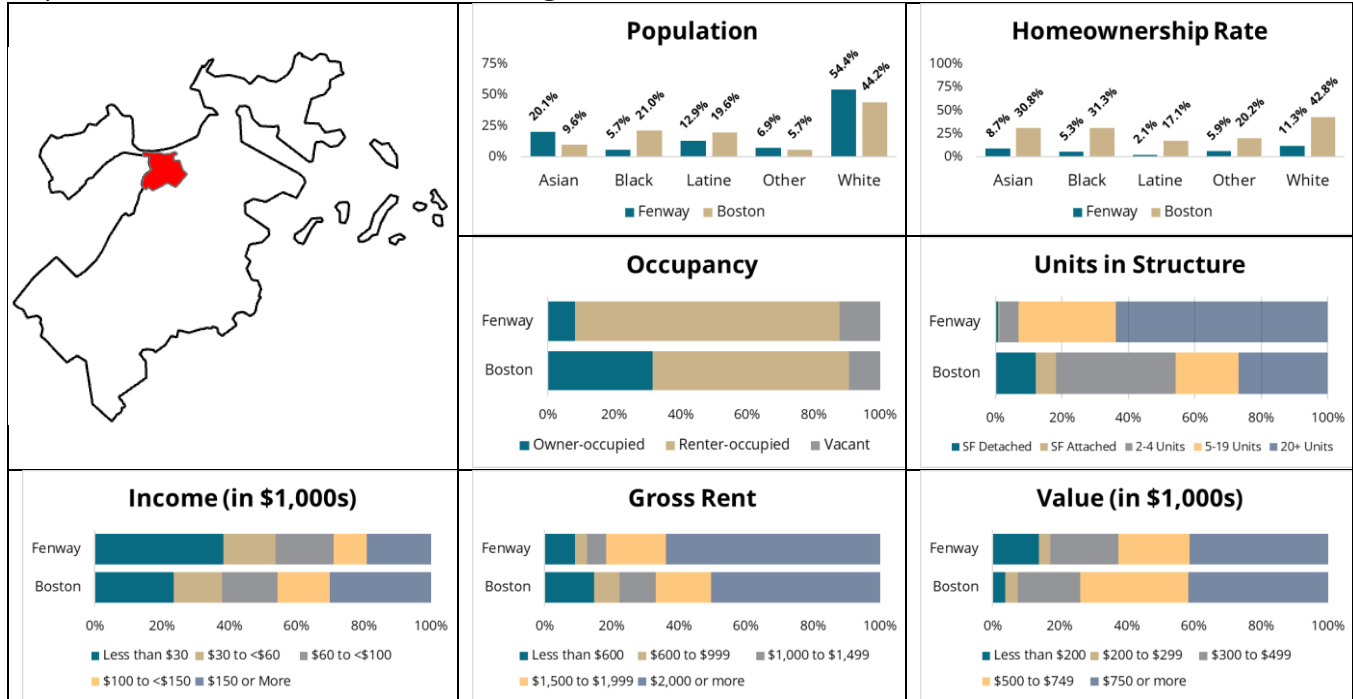 Population
75%
50%
25%
0%
20.1% 9.6% 5.7% 21.0% 12.9% 19.6% 6.9% 5.7% 54.4% 44.2%
Asian Black Latine Other White
Fenway Boston
Homeownership Rate
100%
75%
50%
25%
0%
8.7% 30.8% 5.3% 31.3% 2.1% 17.1% 5.9% 20.2% 11.3% 42.8%
Asian Black Latine Other White
Fenway Boston
Occupancy
Fenway
Boston
0% 20% 40% 60% 80% 100%
Owner-occupied Renter-occupied Vacant
Units in Structure
Fenway
Boston
0% 20% 40% 60% 80% 100%
SF Detached SF Attached 2-4 Units 5-19 Units 20+ Units
Income (in $1,000s)
Fenway
Boston
0% 20% 40% 60% 80% 100%
Less than $30 $30 to <$60 $60 to <$100
$100 to <$150 $150 or More
Gross Rent
Fenway
Boston
0% 20% 40% 60% 80% 100%
Less than $600 $600 to $999 $1,000 to $1,499
$1,500 to $1,999 $2,000 or more
Value (in $1,000s)
Fenway
Boston
0% 20% 40% 60% 80% 100%
Less than $200 $200 to $299 $300 to $499
$500 to $749 $750 or more